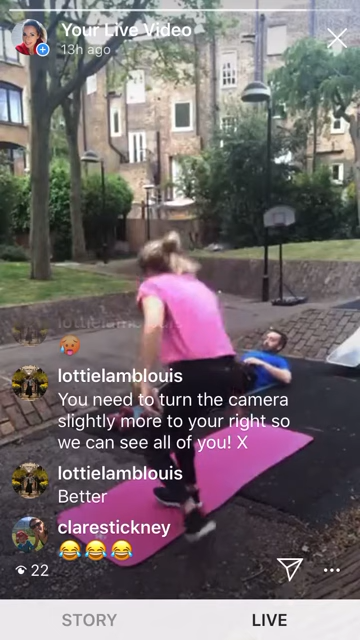 Your Live Video
13h ago
lottielamblouis
🥵
lottielamblouis
You need to turn the camera
slightly more to your right so
we can see all of you! X
lottielamblouis
Better
clarestickney
😂😂😂
22
STORY
LIVE